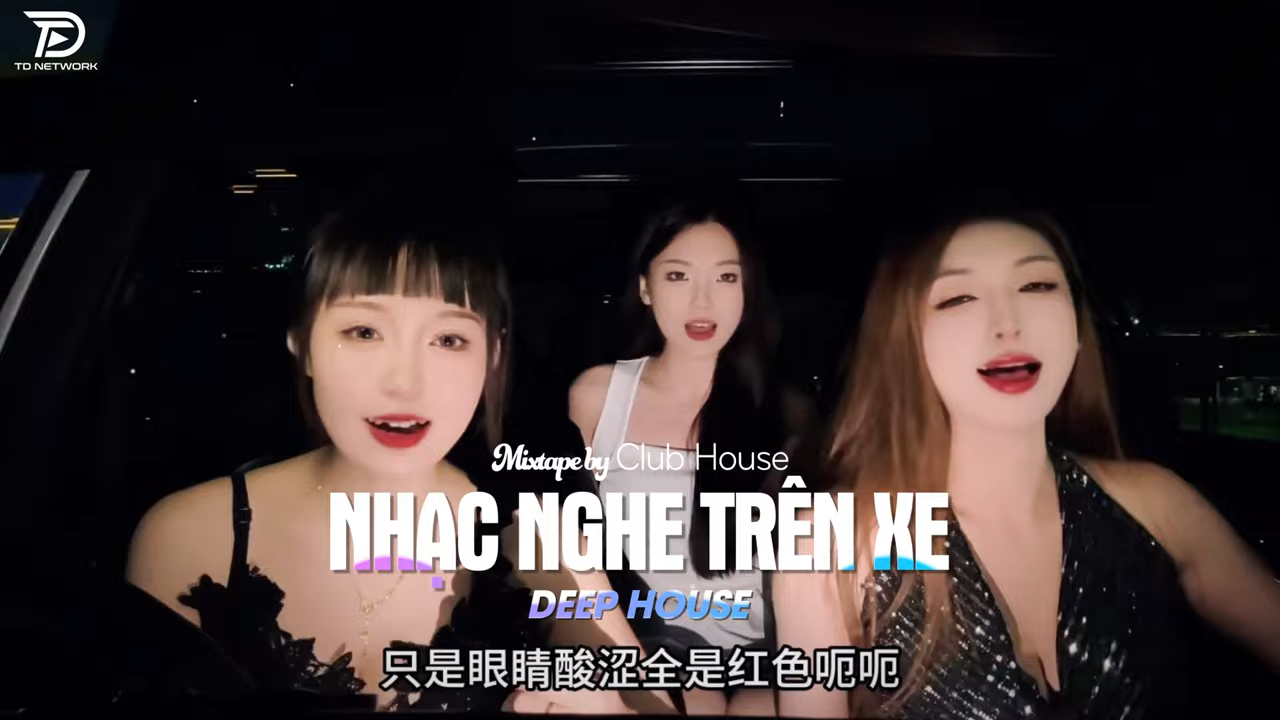 TD NETWORK
Mixtape by Club House
NHẠC NGHE TRÊN XE
DEEP HOUSE
只是眼睛酸涩全是红色呃呃